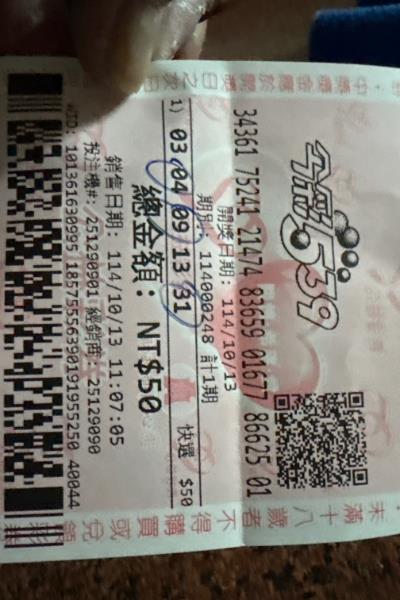 今彩539
34361 75241 21474 83659 01677 86625 01
開獎日期: 114/10/13
期別: 114000248 計1期
1) 03 04 09 13 31 快選 $50
總金額: NT$50
銷售日期: 114/10/13 11:07:05
投注機#: 251290901 經銷商: 25129090
未滿十八歲者不得購買或兌領